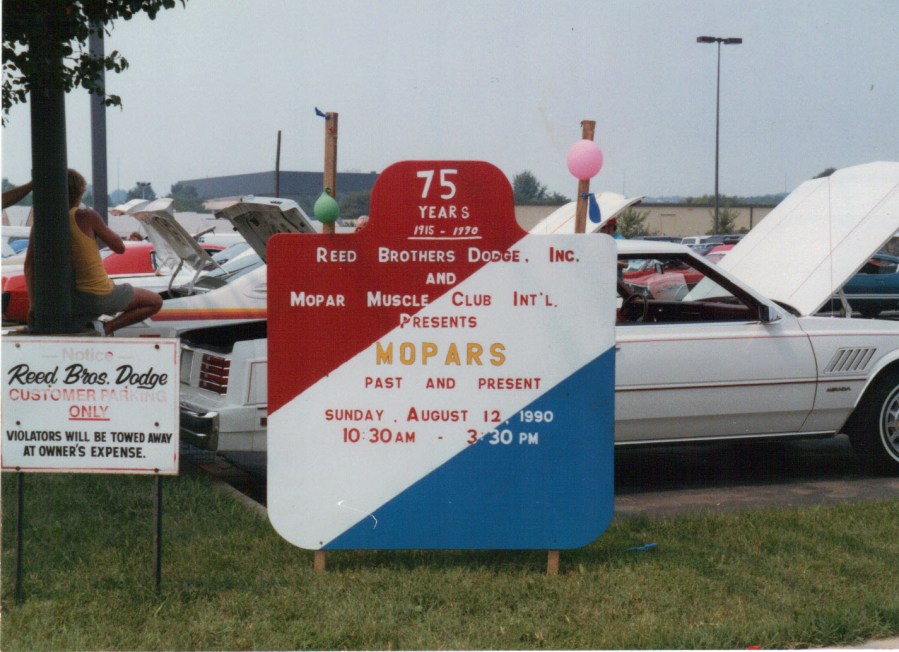 75
YEARS
1915 - 1990
REED BROTHERS DODGE, INC.
AND
MOPAR MUSCLE CLUB INT'L.
PRESENTS
MOPARS
PAST AND PRESENT
SUNDAY, AUGUST 12, 1990
10:30 AM - 3:30 PM
— Notice —
Reed Bros. Dodge
CUSTOMER PARKING
ONLY
VIOLATORS WILL BE TOWED AWAY
AT OWNER'S EXPENSE.